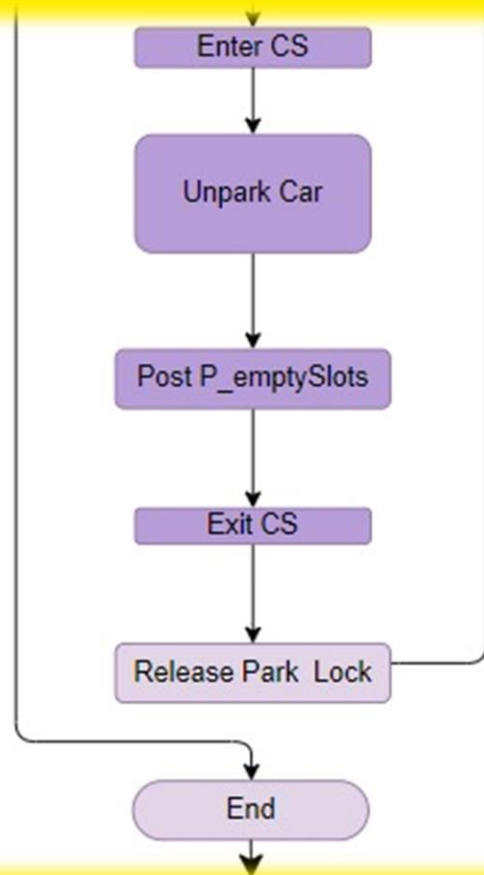 Enter CS
Unpark Car
Post P_emptySlots
Exit CS
Release Park Lock
End